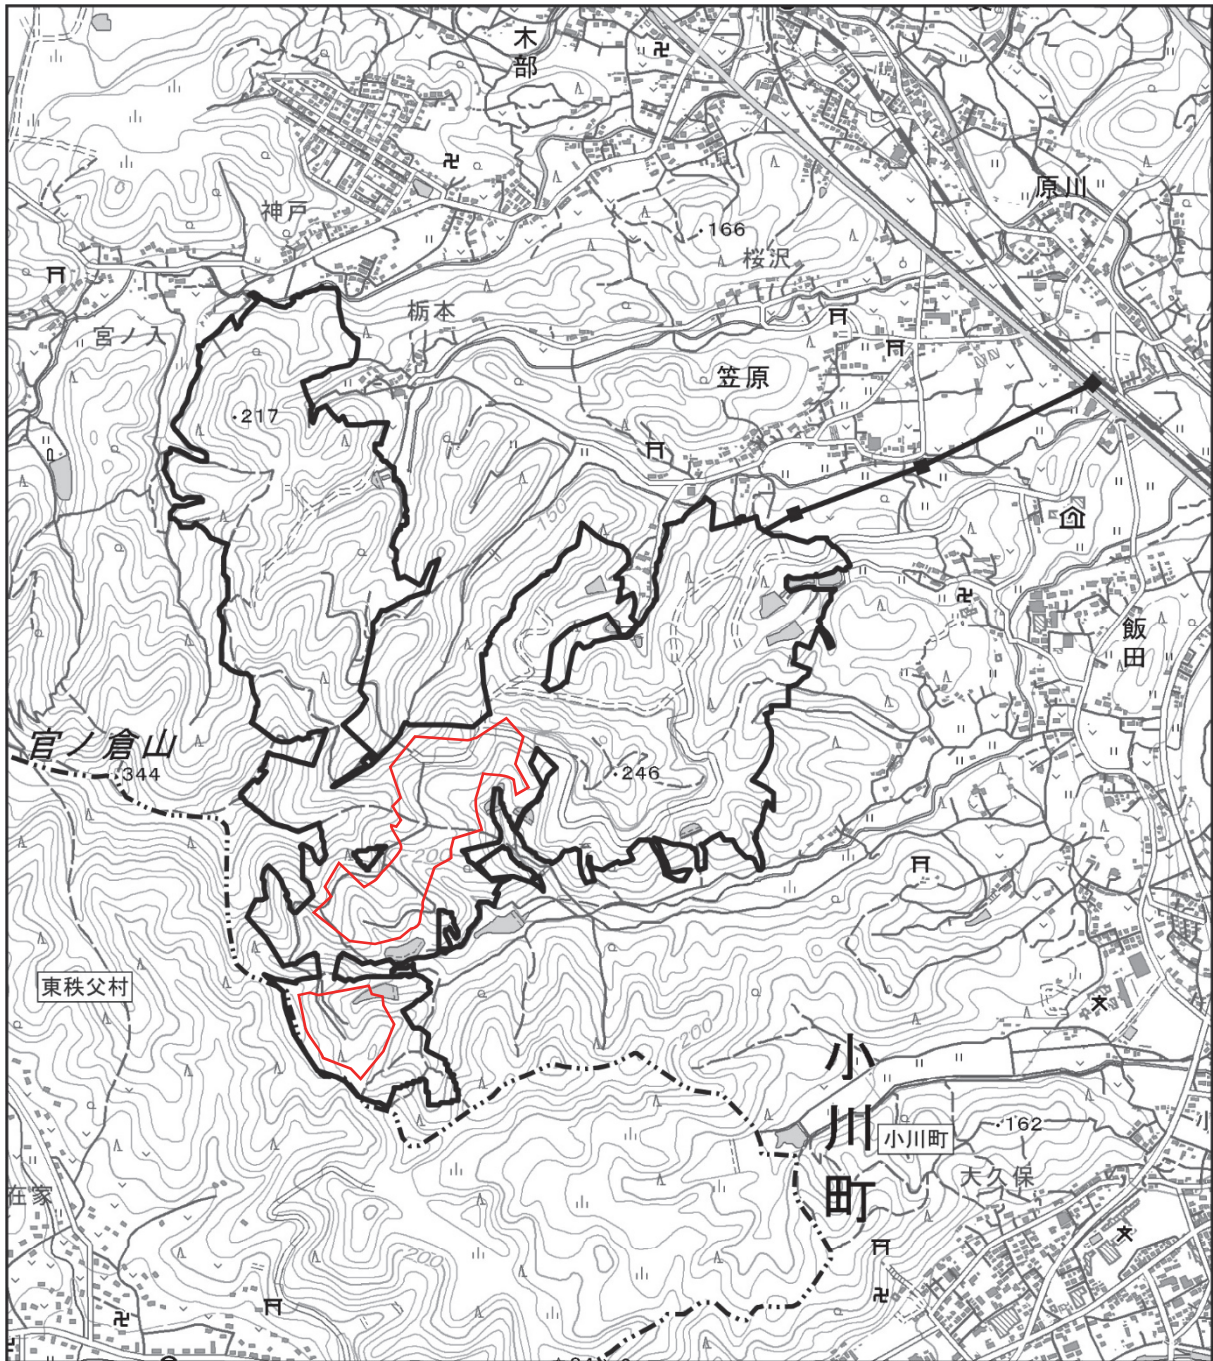 木部
原川
神戸
・166
桜沢
栃本
宮ノ入
笠原
・217
150
飯田
官ノ倉山
・344
・246
200
東秩父村
200
小川町
小川町
・162
大久保
在家
200